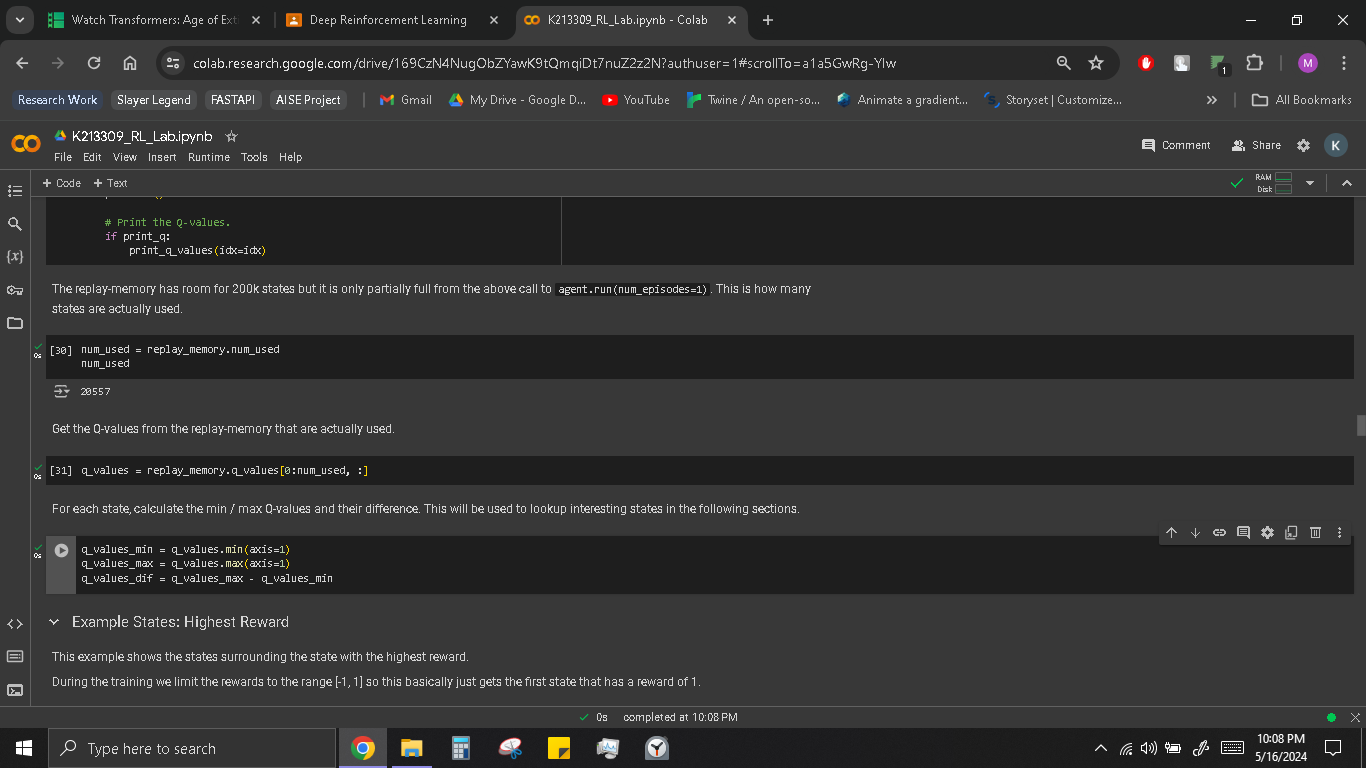 Watch Transformers: Age of Ext
Deep Reinforcement Learning
K213309_RL_Lab.ipynb - Colab
colab.research.google.com/drive/169CzN4NugObZYawK9tQmqiDt7nuZ2z2N?authuser=1#scrollTo=a1a5GwRg-YIw
1
M
Research Work
Slayer Legend
FASTAPI
AISE Project
Gmail
My Drive - Google D...
YouTube
Twine / An open-so...
Animate a gradient...
Storyset | Customize...
All Bookmarks
K213309_RL_Lab.ipynb
Comment
Share
K
File Edit View Insert Runtime Tools Help
+ Code + Text
RAM
Disk
# Print the Q-values.
if print_q:
print_q_values(idx=idx)
The replay-memory has room for 200k states but it is only partially full from the above call to agent.run(num_episodes=1). This is how many
states are actually used.
[30] num_used = replay_memory.num_used
0s
num_used
20557
Get the Q-values from the replay-memory that are actually used.
[31] q_values = replay_memory.q_values[0:num_used, :]
0s
For each state, calculate the min / max Q-values and their difference. This will be used to lookup interesting states in the following sections.
q_values_min = q_values.min(axis=1)
0s
q_values_max = q_values.max(axis=1)
q_values_dif = q_values_max - q_values_min
Example States: Highest Reward
This example shows the states surrounding the state with the highest reward.
During the training we limit the rewards to the range [-1, 1] so this basically just gets the first state that has a reward of 1.
0s completed at 10:08 PM
Type here to search
10:08 PM
5/16/2024